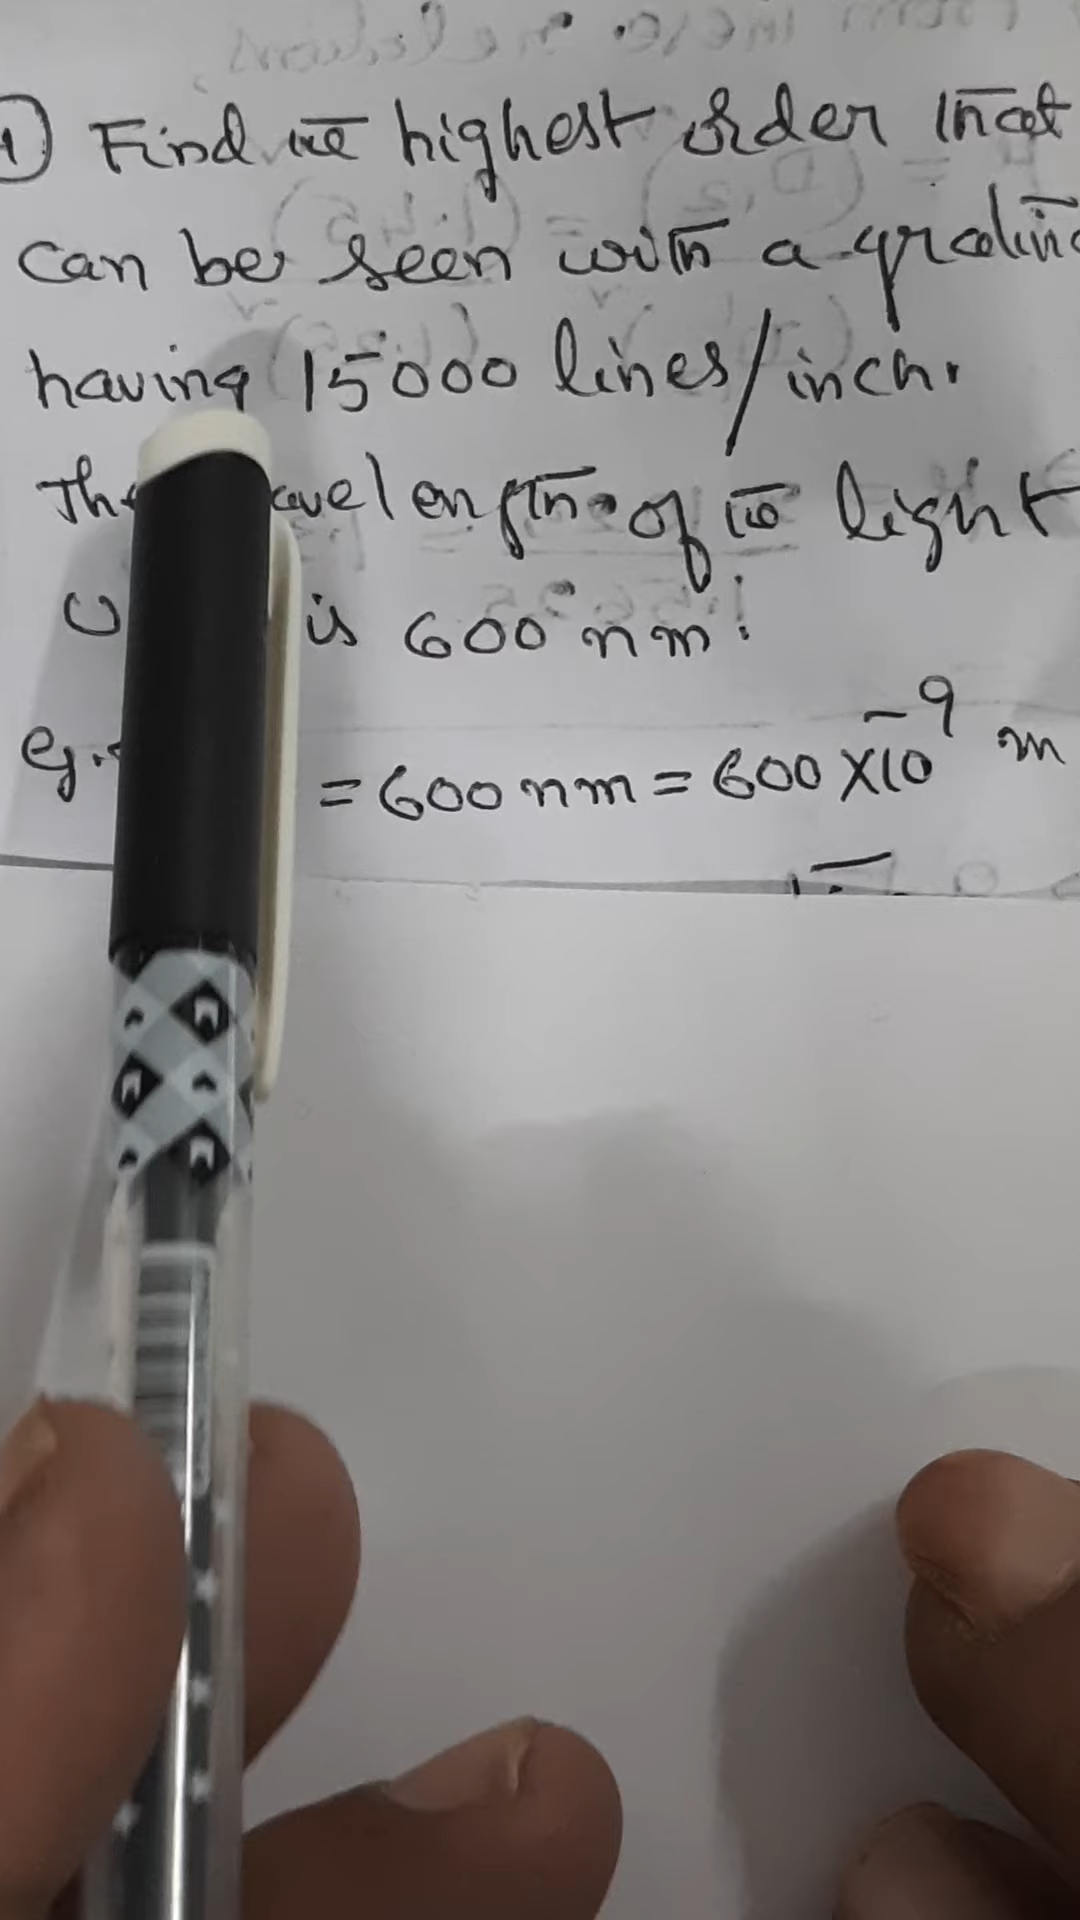 1) Find the highest order that
can be seen with a grating
having 15000 lines/inch.
The wavelength of the light
is 600 nm.
= 600 nm = 600 X10⁻⁹ m